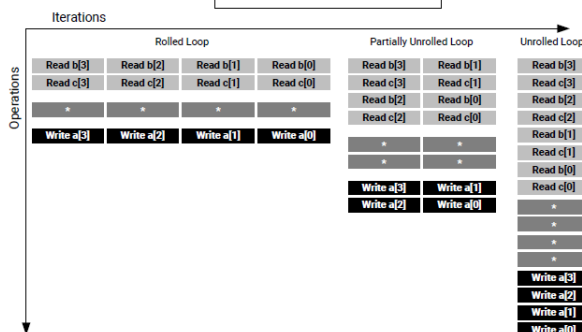 Iterations
Operations
Rolled Loop
Read b[3] Read b[2] Read b[1] Read b[0]
Read c[3] Read c[2] Read c[1] Read c[0]
* * * *
Write a[3] Write a[2] Write a[1] Write a[0]
Partially Unrolled Loop
Read b[3] Read b[1]
Read c[3] Read c[1]
Read b[2] Read b[0]
Read c[2] Read c[0]
* *
* *
Write a[3] Write a[1]
Write a[2] Write a[0]
Unrolled Loop
Read b[3]
Read c[3]
Read b[2]
Read c[2]
Read b[1]
Read c[1]
Read b[0]
Read c[0]
*
*
*
*
Write a[3]
Write a[2]
Write a[1]
Write a[0]